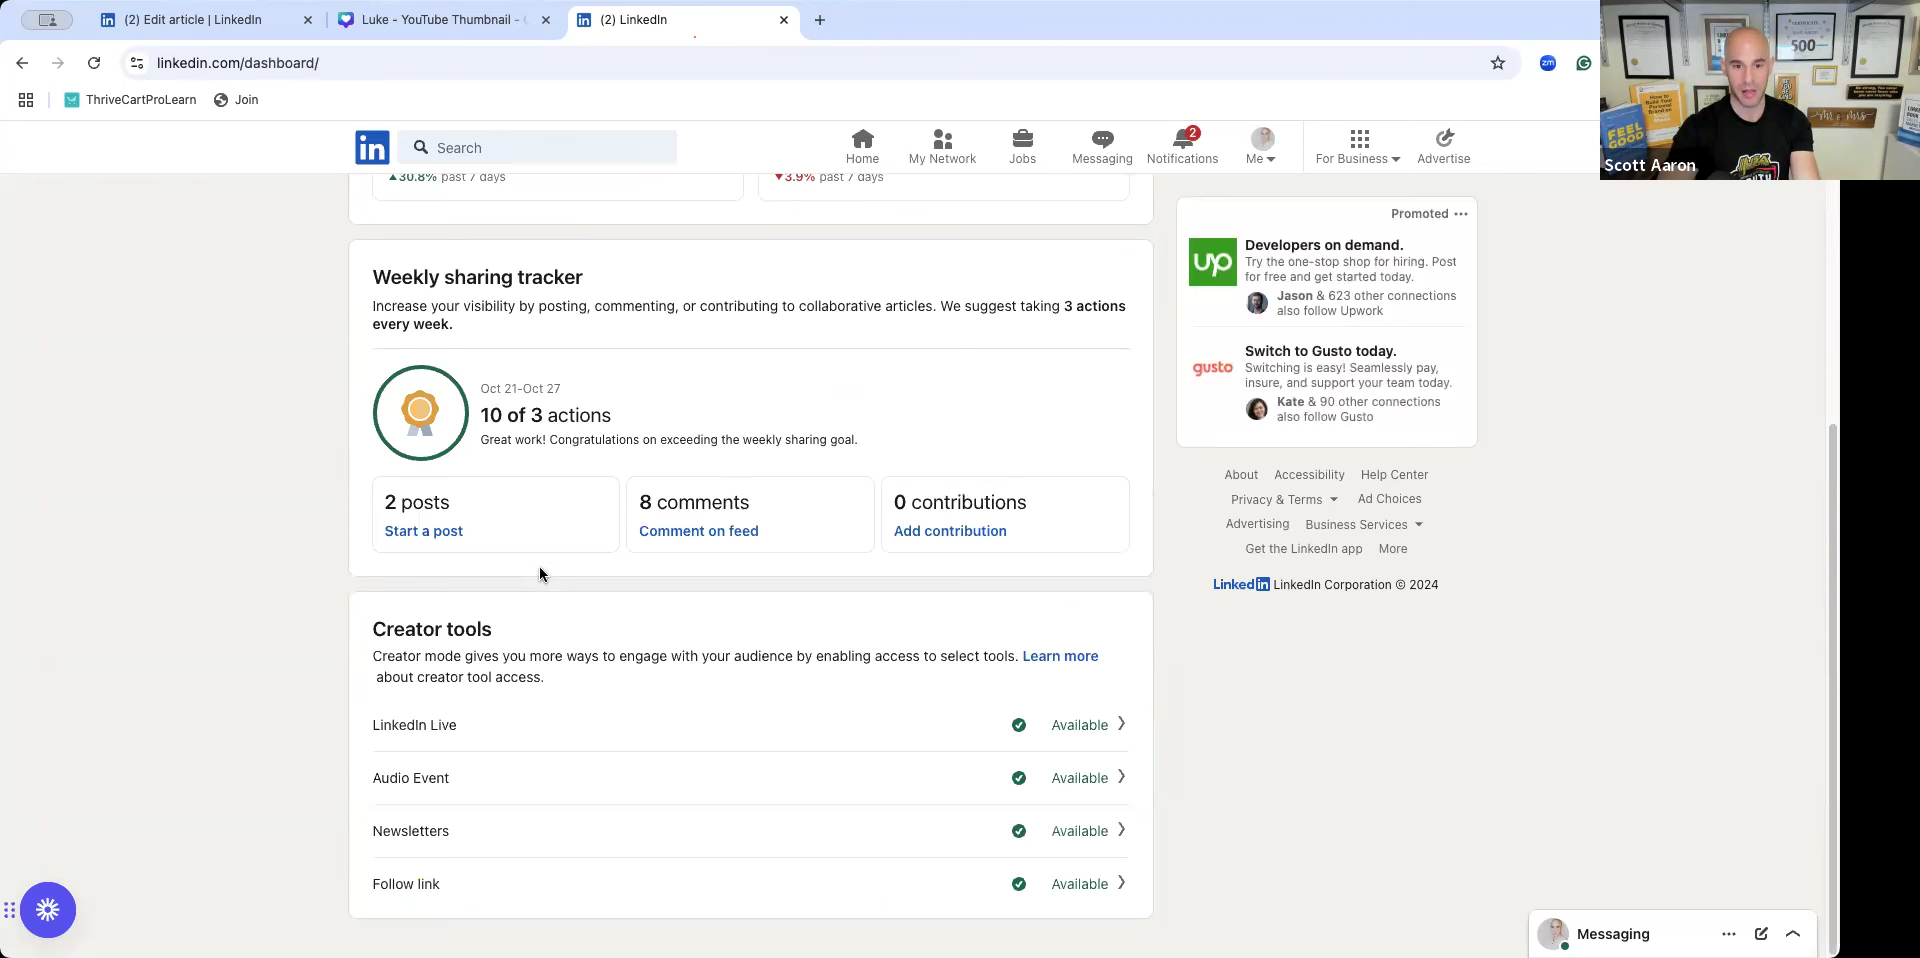 (2) Edit article | LinkedIn
Luke - YouTube Thumbnail -
(2) LinkedIn
linkedin.com/dashboard/
zm
ThriveCartProLearn
Join
500
FEEL
GOOD
Scott Aaron
in
Search
Home
My Network
Jobs
Messaging
2
Notifications
Me
For Business
Advertise
▲30.8% past 7 days
▼3.9% past 7 days
Weekly sharing tracker
Increase your visibility by posting, commenting, or contributing to collaborative articles. We suggest taking 3 actions
every week.
Oct 21-Oct 27
10 of 3 actions
Great work! Congratulations on exceeding the weekly sharing goal.
2 posts
Start a post
8 comments
Comment on feed
0 contributions
Add contribution
Creator tools
Creator mode gives you more ways to engage with your audience by enabling access to select tools. Learn more
about creator tool access.
LinkedIn Live
Available
Audio Event
Available
Newsletters
Available
Follow link
Available
Promoted
up
Developers on demand.
Try the one-stop shop for hiring. Post
for free and get started today.
Jason & 623 other connections
also follow Upwork
gusto
Switch to Gusto today.
Switching is easy! Seamlessly pay,
insure, and support your team today.
Kate & 90 other connections
also follow Gusto
About Accessibility Help Center
Privacy & Terms Ad Choices
Advertising Business Services
Get the LinkedIn app More
LinkedIn LinkedIn Corporation © 2024
Messaging